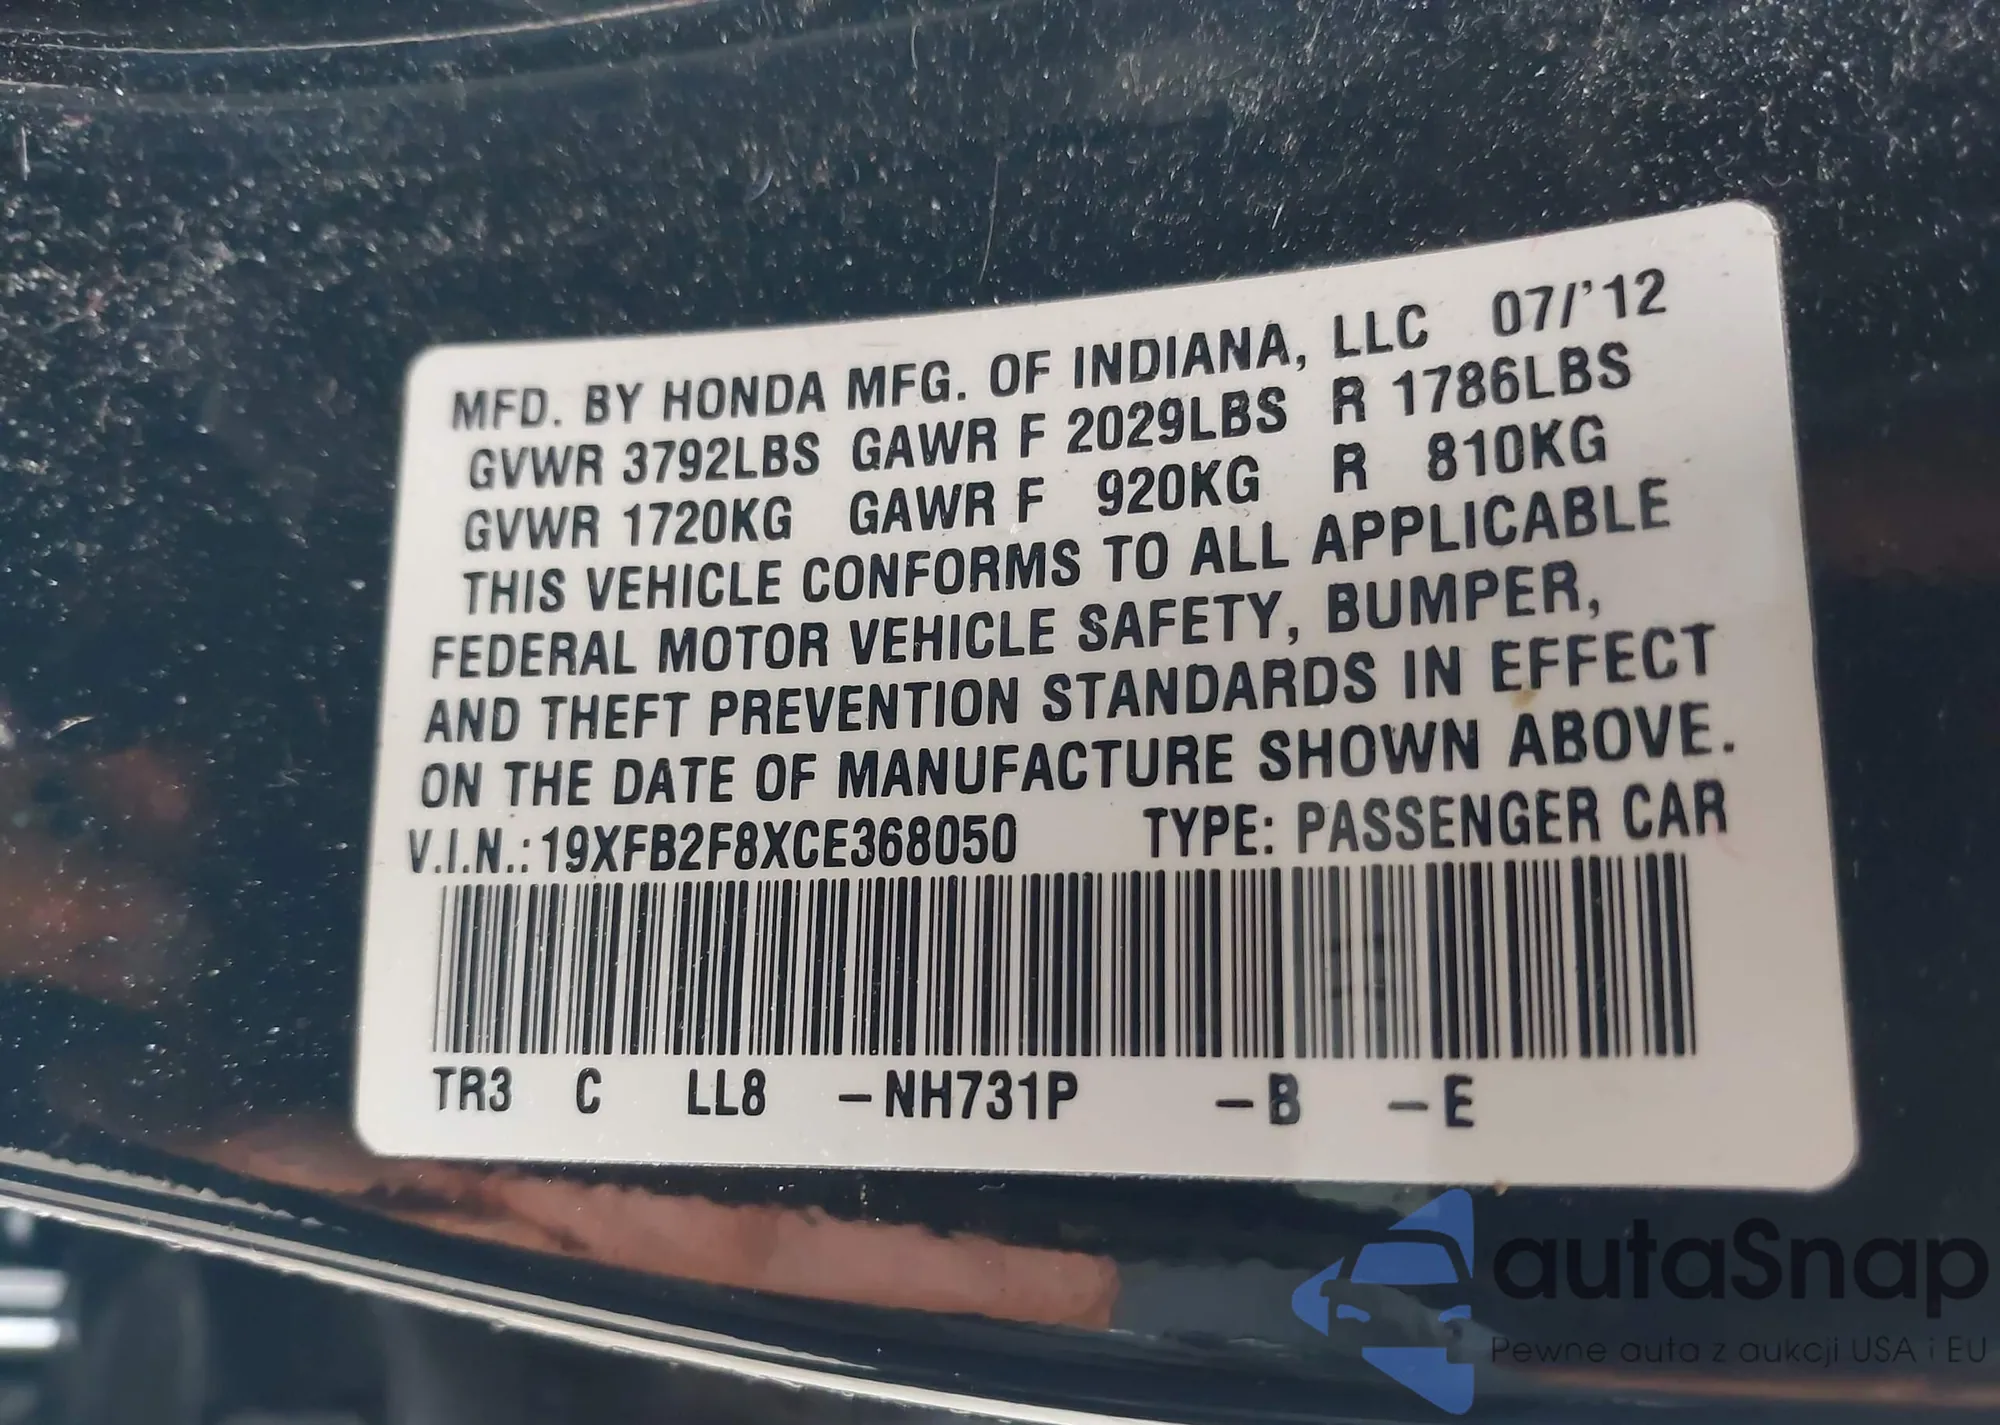 MFD. BY HONDA MFG. OF INDIANA, LLC 07/'12
GVWR 3792LBS GAWR F 2029LBS R 1786LBS
GVWR 1720KG GAWR F 920KG R 810KG
THIS VEHICLE CONFORMS TO ALL APPLICABLE
FEDERAL MOTOR VEHICLE SAFETY, BUMPER,
AND THEFT PREVENTION STANDARDS IN EFFECT
ON THE DATE OF MANUFACTURE SHOWN ABOVE.
V.I.N.: 19XFB2F8XCE368050 TYPE: PASSENGER CAR
TR3 C LL8 –NH731P –B –E
autaSnap
Pewne auta z aukcji USA i EU